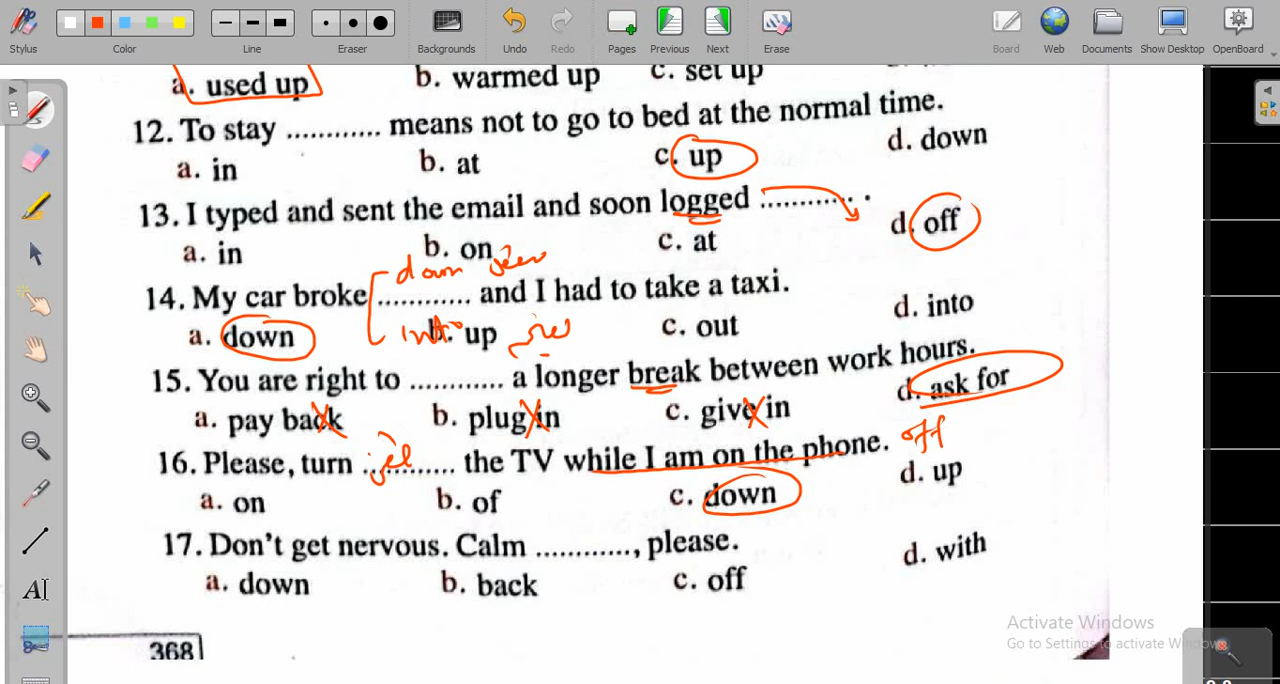 Stylus Color Line Eraser Backgrounds Undo Redo Pages Previous Next Erase Board Web Documents Show Desktop OpenBoard
a. used up b. warmed up c. set up
12. To stay ............ means not to go to bed at the normal time.
a. in b. at c. up d. down
13. I typed and sent the email and soon logged ............ .
a. in b. on c. at d. off
down
14. My car broke ............ and I had to take a taxi.
a. down b. up c. out d. into
into
15. You are right to ............ a longer break between work hours.
a. pay back b. plug in c. give in d. ask for
off
16. Please, turn ............ the TV while I am on the phone.
a. on b. of c. down d. up
17. Don't get nervous. Calm ............, please.
a. down b. back c. off d. with
368
Activate Windows
Go to Settings to activate Windows